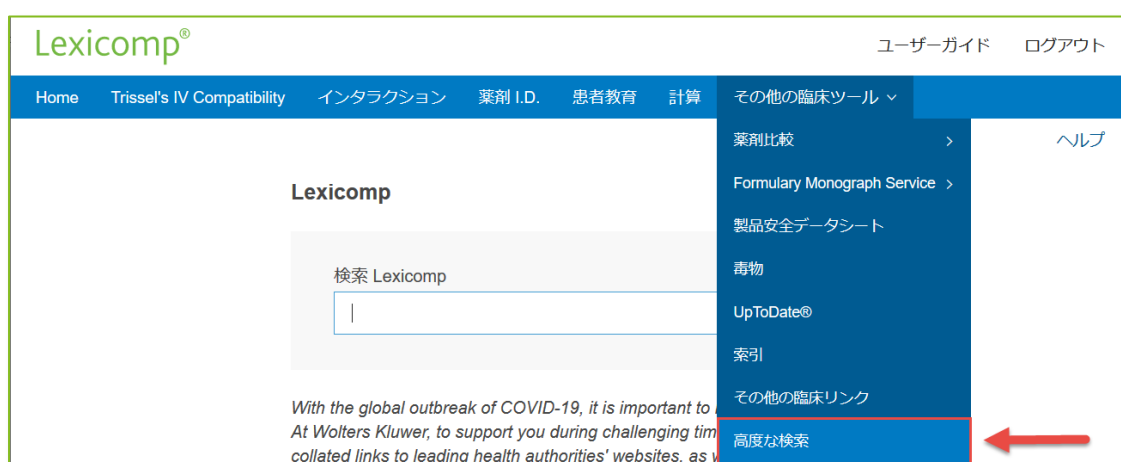 Lexicomp®
ユーザーガイド ログアウト
Home Trissel's IV Compatibility インタラクション 薬剤 I.D. 患者教育 計算 その他の臨床ツール
ヘルプ
薬剤比較
Formulary Monograph Service
製品安全データシート
毒物
UpToDate®
索引
その他の臨床リンク
高度な検索
Lexicomp
検索 Lexicomp
With the global outbreak of COVID-19, it is important to
At Wolters Kluwer, to support you during challenging tim
collated links to leading health authorities' websites, as w